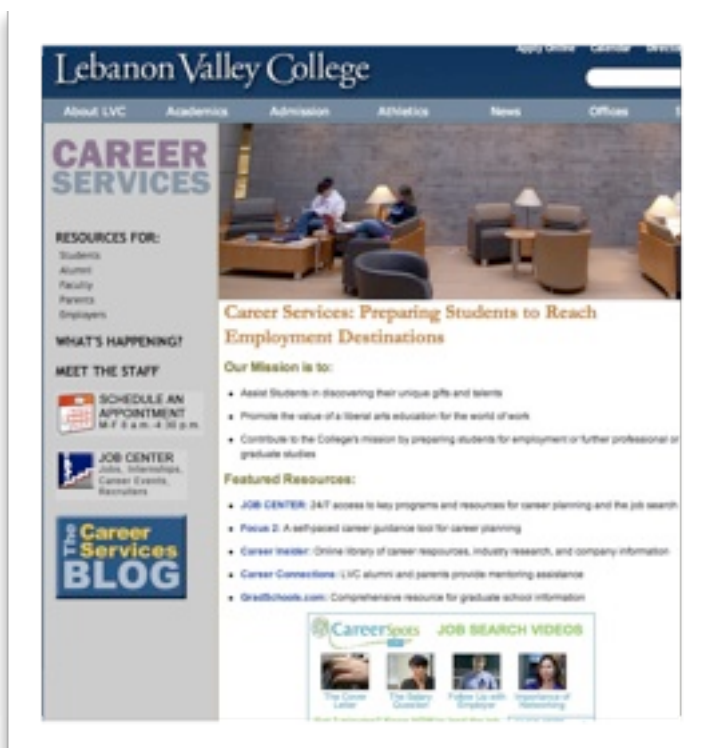 Apply Online Calendar
Lebanon Valley College
About LVC Academics Admission Athletics News Offices
CAREER
SERVICES
RESOURCES FOR:
Students
Alumni
Faculty
Parents
Employers
WHAT'S HAPPENING?
MEET THE STAFF
SCHEDULE AN
APPOINTMENT
M-F 8 a.m.-4:30 p.m.
JOB CENTER
Jobs, Internships,
Career Events,
Recruiters
The Career
Services
BLOG
Career Services: Preparing Students to Reach
Employment Destinations
Our Mission is to:
Assist Students in discovering their unique gifts and talents
Promote the value of a liberal arts education for the world of work
Contribute to the College's mission by preparing students for employment or further professional or
graduate studies
Featured Resources:
JOB CENTER: 24/7 access to key programs and resources for career planning and the job search
Focus 2: A self-paced career guidance tool for career planning
Career Insider: Online library of career resources, industry research, and company information
Career Connections: LVC alumni and parents provide mentoring assistance
GradSchools.com: Comprehensive resource for graduate school information
CareerSpots JOB SEARCH VIDEOS
The Cover
Letter
The Salary
Question
Follow Up with
Employer
Importance of
Networking